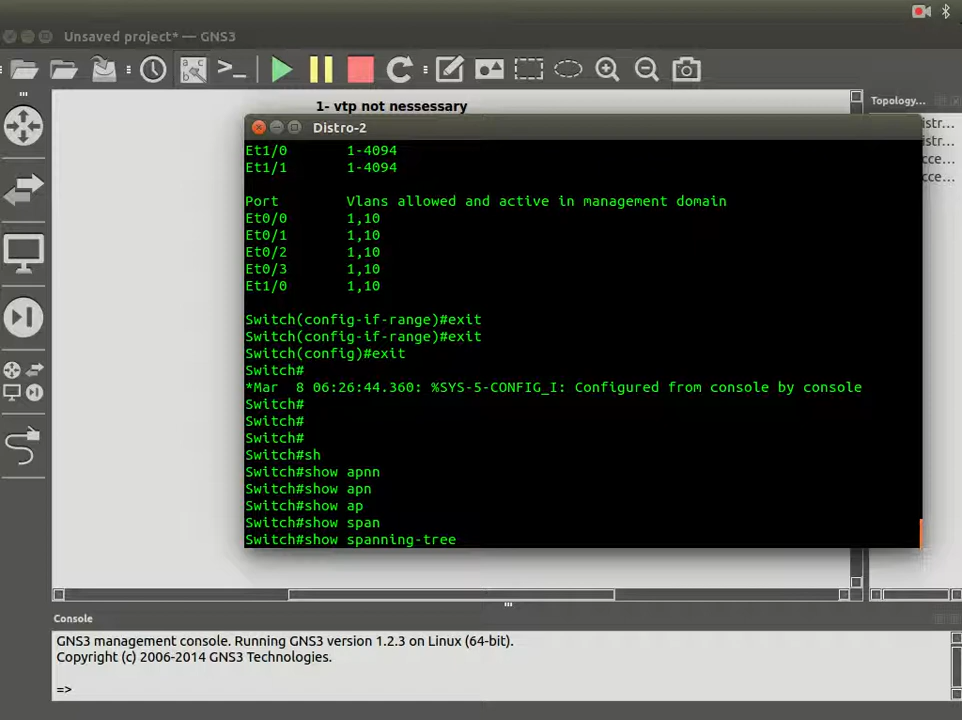 Unsaved project* — GNS3
1- vtp not nessessary
Topology...
Distro-2
Et1/0 1-4094
Et1/1 1-4094
Port Vlans allowed and active in management domain
Et0/0 1,10
Et0/1 1,10
Et0/2 1,10
Et0/3 1,10
Et1/0 1,10
Switch(config-if-range)#exit
Switch(config-if-range)#exit
Switch(config)#exit
Switch#
*Mar 8 06:26:44.360: %SYS-5-CONFIG_I: Configured from console by console
Switch#
Switch#
Switch#
Switch#sh
Switch#show apnn
Switch#show apn
Switch#show ap
Switch#show span
Switch#show spanning-tree
istr...
istr...
cce...
cce...
Console
GNS3 management console. Running GNS3 version 1.2.3 on Linux (64-bit).
Copyright (c) 2006-2014 GNS3 Technologies.
=>